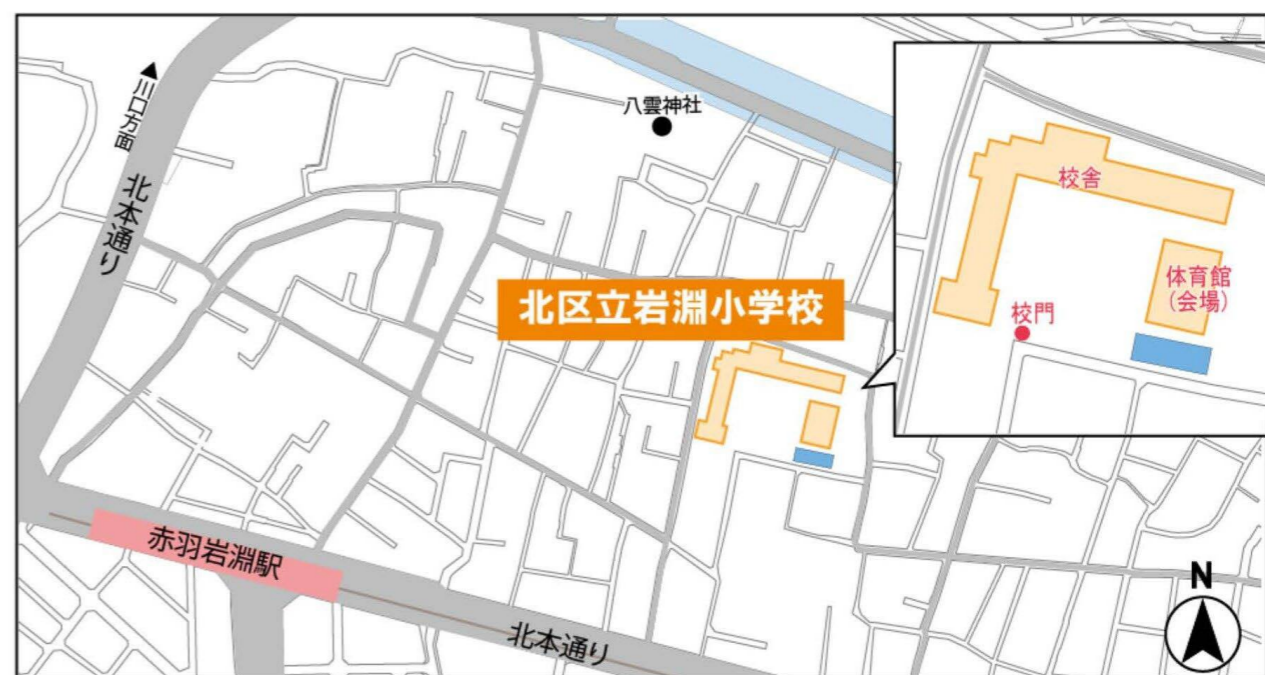 ▲川口方面
北本通り
八雲神社
北区立岩淵小学校
校舎
体育館
(会場)
校門
赤羽岩淵駅
北本通り
N